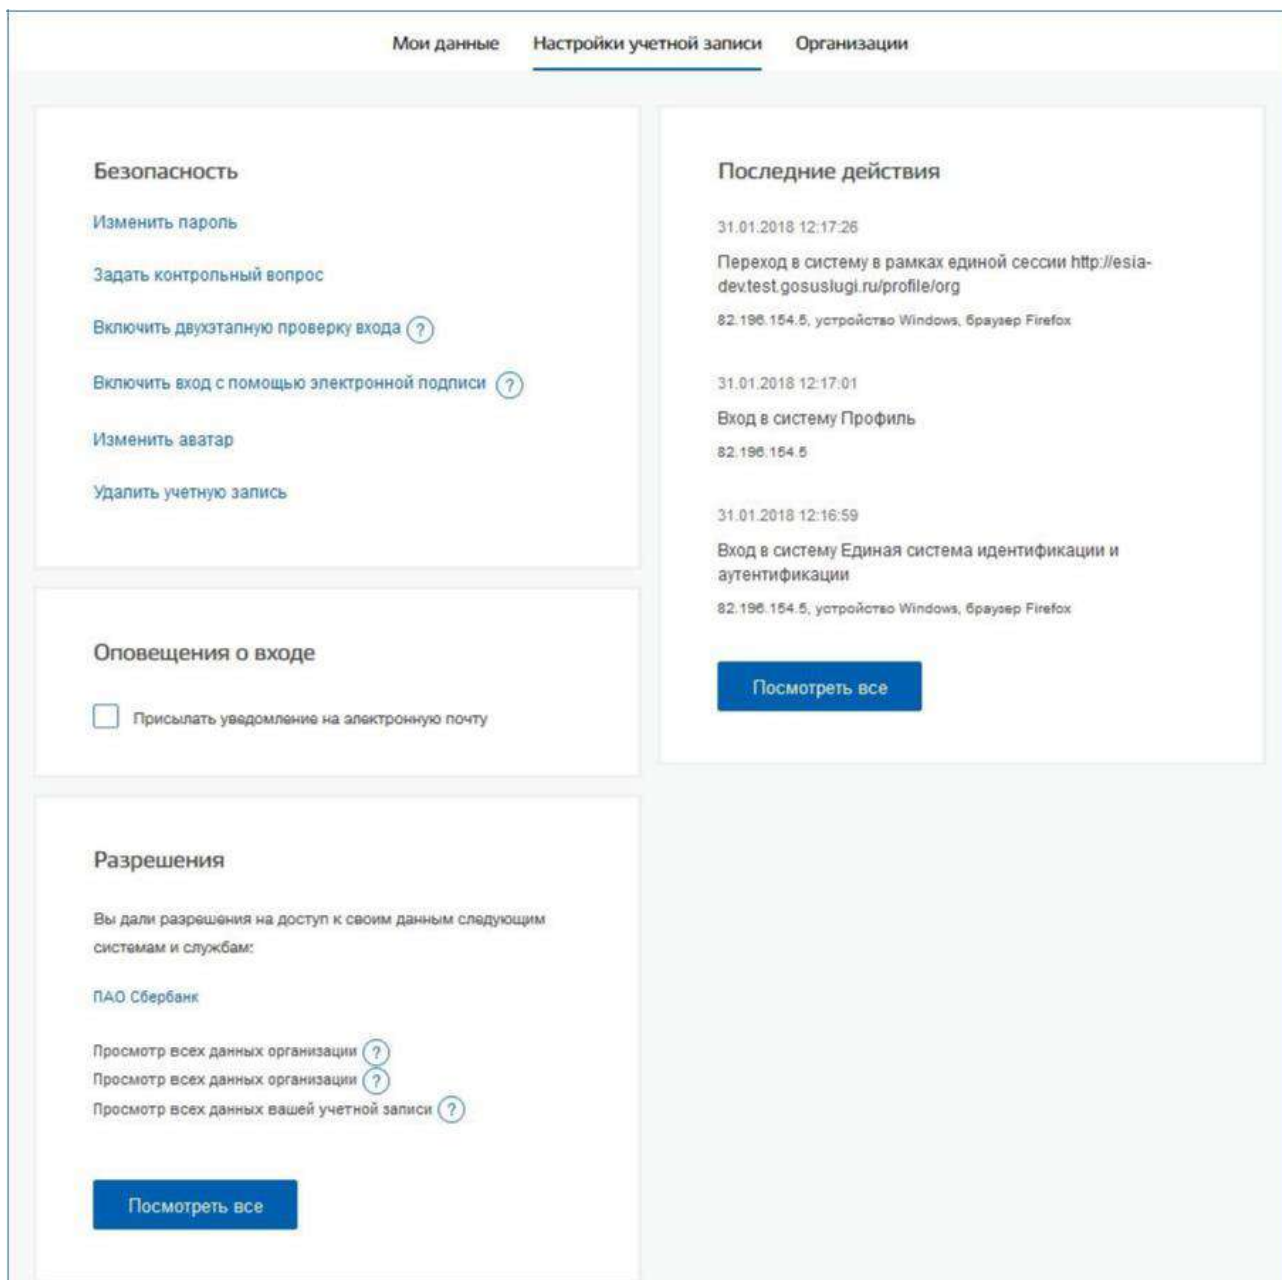 Мои данные Настройки учетной записи Организации
Безопасность
Изменить пароль
Задать контрольный вопрос
Включить двухэтапную проверку входа ?
Включить вход с помощью электронной подписи ?
Изменить аватар
Удалить учетную запись
Оповещения о входе
Присылать уведомление на электронную почту
Разрешения
Вы дали разрешения на доступ к своим данным следующим
системам и службам:
ПАО Сбербанк
Просмотр всех данных организации ?
Просмотр всех данных организации ?
Просмотр всех данных вашей учетной записи ?
Посмотреть все
Последние действия
31.01.2018 12:17:26
Переход в систему в рамках единой сессии http://esia-
dev.test.gosuslugi.ru/profile/org
82.196.154.5, устройство Windows, браузер Firefox
31.01.2018 12:17:01
Вход в систему Профиль
82.196.154.5
31.01.2018 12:16:59
Вход в систему Единая система идентификации и
аутентификации
82.196.154.5, устройство Windows, браузер Firefox
Посмотреть все